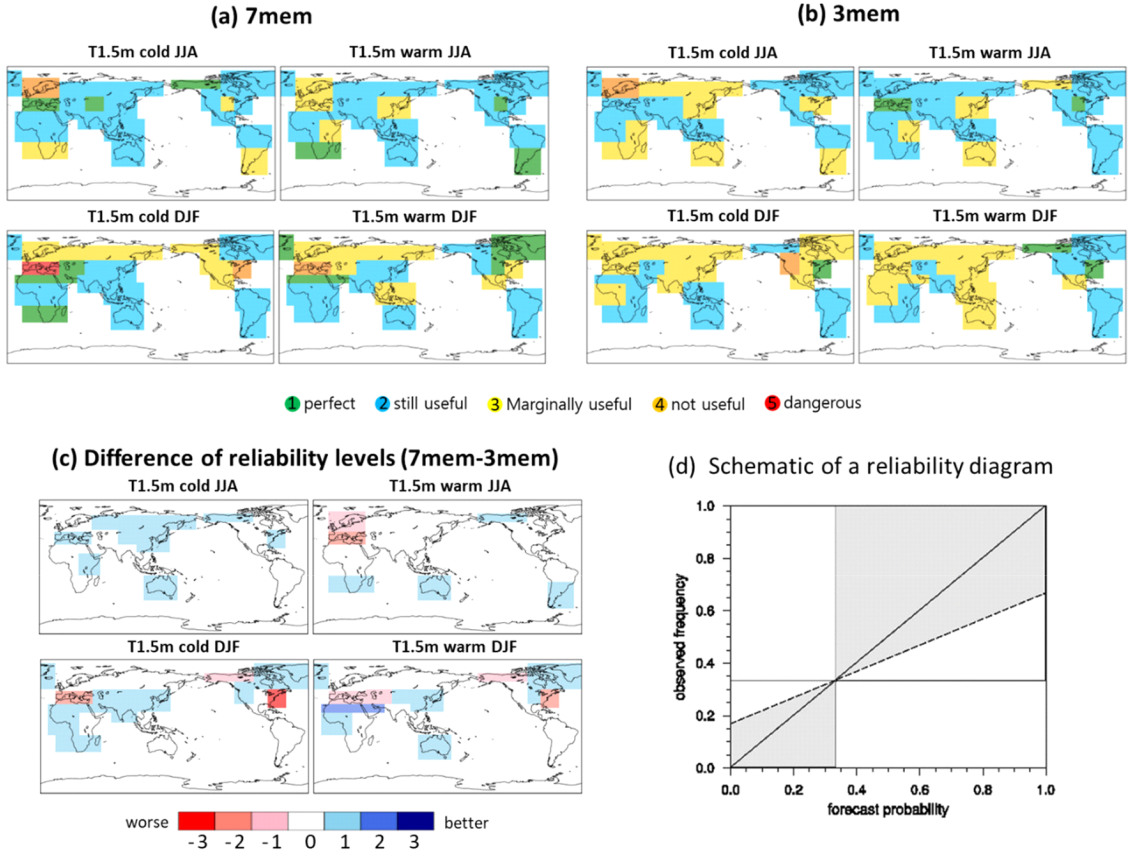 (a) 7mem
(b) 3mem
T1.5m cold JJA
T1.5m warm JJA
T1.5m cold JJA
T1.5m warm JJA
T1.5m cold DJF
T1.5m warm DJF
T1.5m cold DJF
T1.5m warm DJF
1 perfect 2 still useful 3 Marginally useful 4 not useful 5 dangerous
(c) Difference of reliability levels (7mem-3mem)
T1.5m cold JJA
T1.5m warm JJA
T1.5m cold DJF
T1.5m warm DJF
worse
better
-3 -2 -1 0 1 2 3
(d) Schematic of a reliability diagram
1.0
0.8
0.6
0.4
0.2
0.0
observed frequency
0.0 0.2 0.4 0.6 0.8 1.0
forecast probability